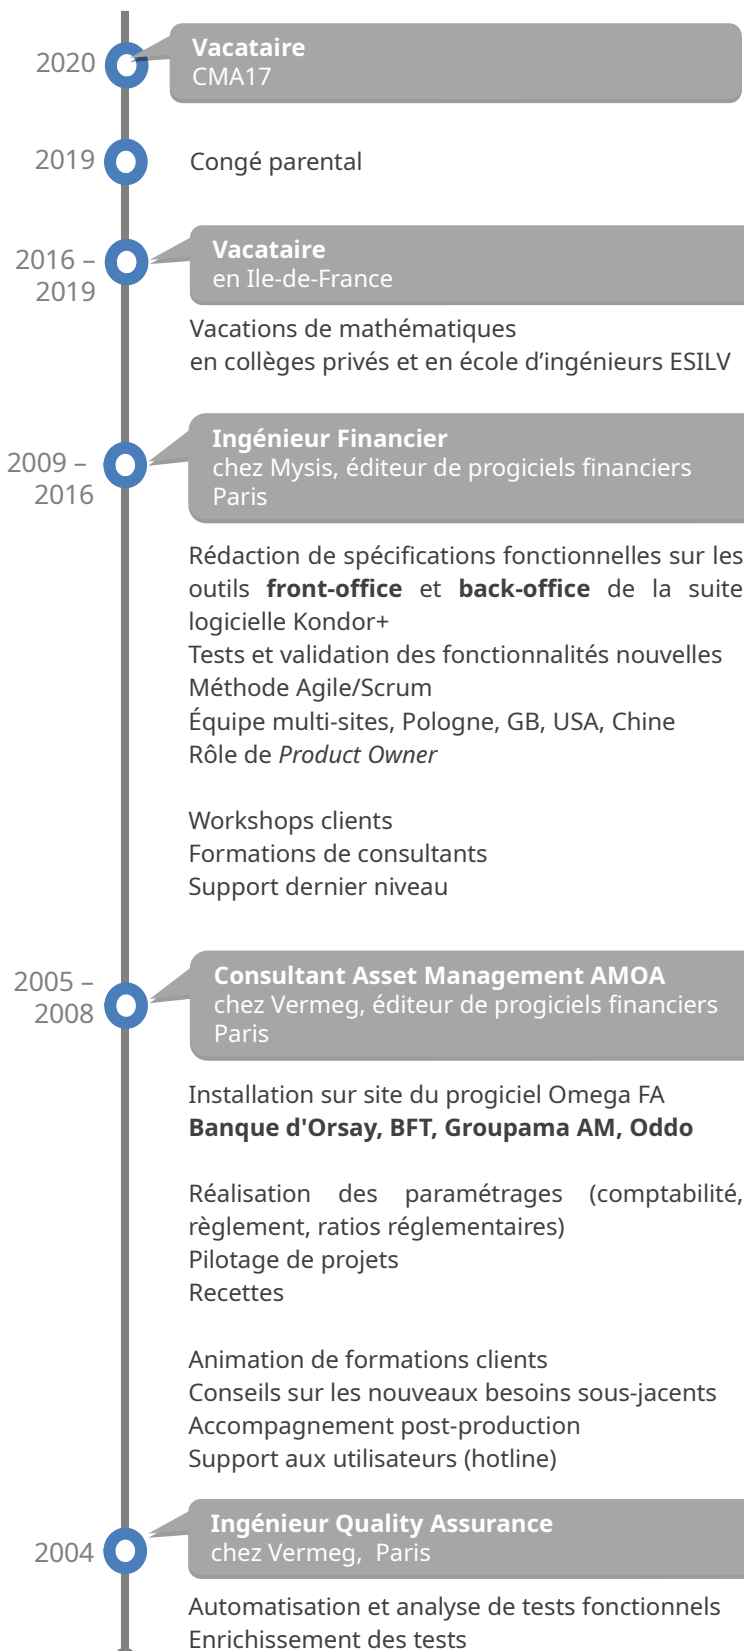 2020
Vacataire
CMA17
2019
Congé parental
2016 –
2019
Vacataire
en Ile-de-France
Vacations de mathématiques
en collèges privés et en école d’ingénieurs ESILV
2009 –
2016
Ingénieur Financier
chez Mysis, éditeur de progiciels financiers
Paris
Rédaction de spécifications fonctionnelles sur les
outils front-office et back-office de la suite
logicielle Kondor+
Tests et validation des fonctionnalités nouvelles
Méthode Agile/Scrum
Équipe multi-sites, Pologne, GB, USA, Chine
Rôle de Product Owner
Workshops clients
Formations de consultants
Support dernier niveau
2005 –
2008
Consultant Asset Management AMOA
chez Vermeg, éditeur de progiciels financiers
Paris
Installation sur site du progiciel Omega FA
Banque d'Orsay, BFT, Groupama AM, Oddo
Réalisation des paramétrages (comptabilité,
règlement, ratios réglementaires)
Pilotage de projets
Recettes
Animation de formations clients
Conseils sur les nouveaux besoins sous-jacents
Accompagnement post-production
Support aux utilisateurs (hotline)
2004
Ingénieur Quality Assurance
chez Vermeg, Paris
Automatisation et analyse de tests fonctionnels
Enrichissement des tests